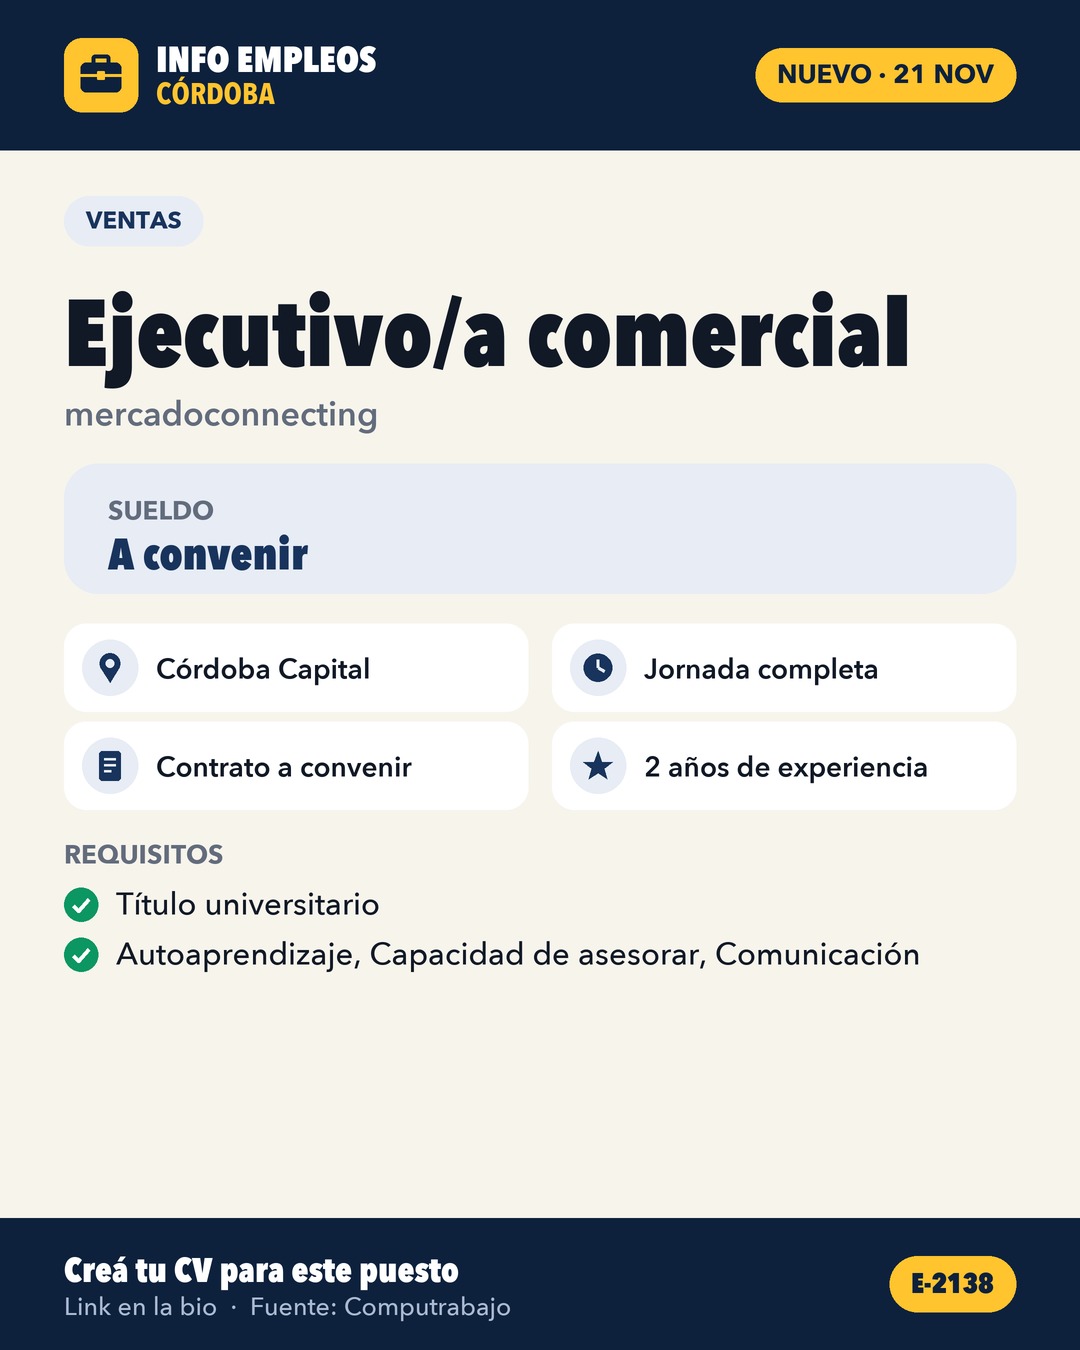 INFO EMPLEOS
CÓRDOBA
NUEVO · 21 NOV
VENTAS
Ejecutivo/a comercial
mercadoconnecting
SUELDO
A convenir
Córdoba Capital
Jornada completa
Contrato a convenir
2 años de experiencia
REQUISITOS
Título universitario
Autoaprendizaje, Capacidad de asesorar, Comunicación
Creá tu CV para este puesto
Link en la bio · Fuente: Computrabajo
E-2138